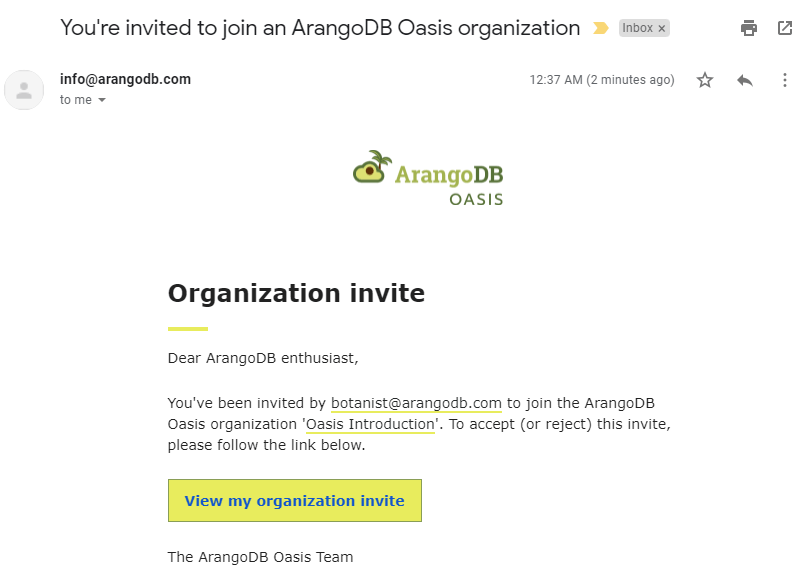 You're invited to join an ArangoDB Oasis organization
Inbox x
info@arangodb.com
12:37 AM (2 minutes ago)
to me
ArangoDB
OASIS
Organization invite
Dear ArangoDB enthusiast,
You've been invited by botanist@arangodb.com to join the ArangoDB
Oasis organization 'Oasis Introduction'. To accept (or reject) this invite,
please follow the link below.
View my organization invite
The ArangoDB Oasis Team